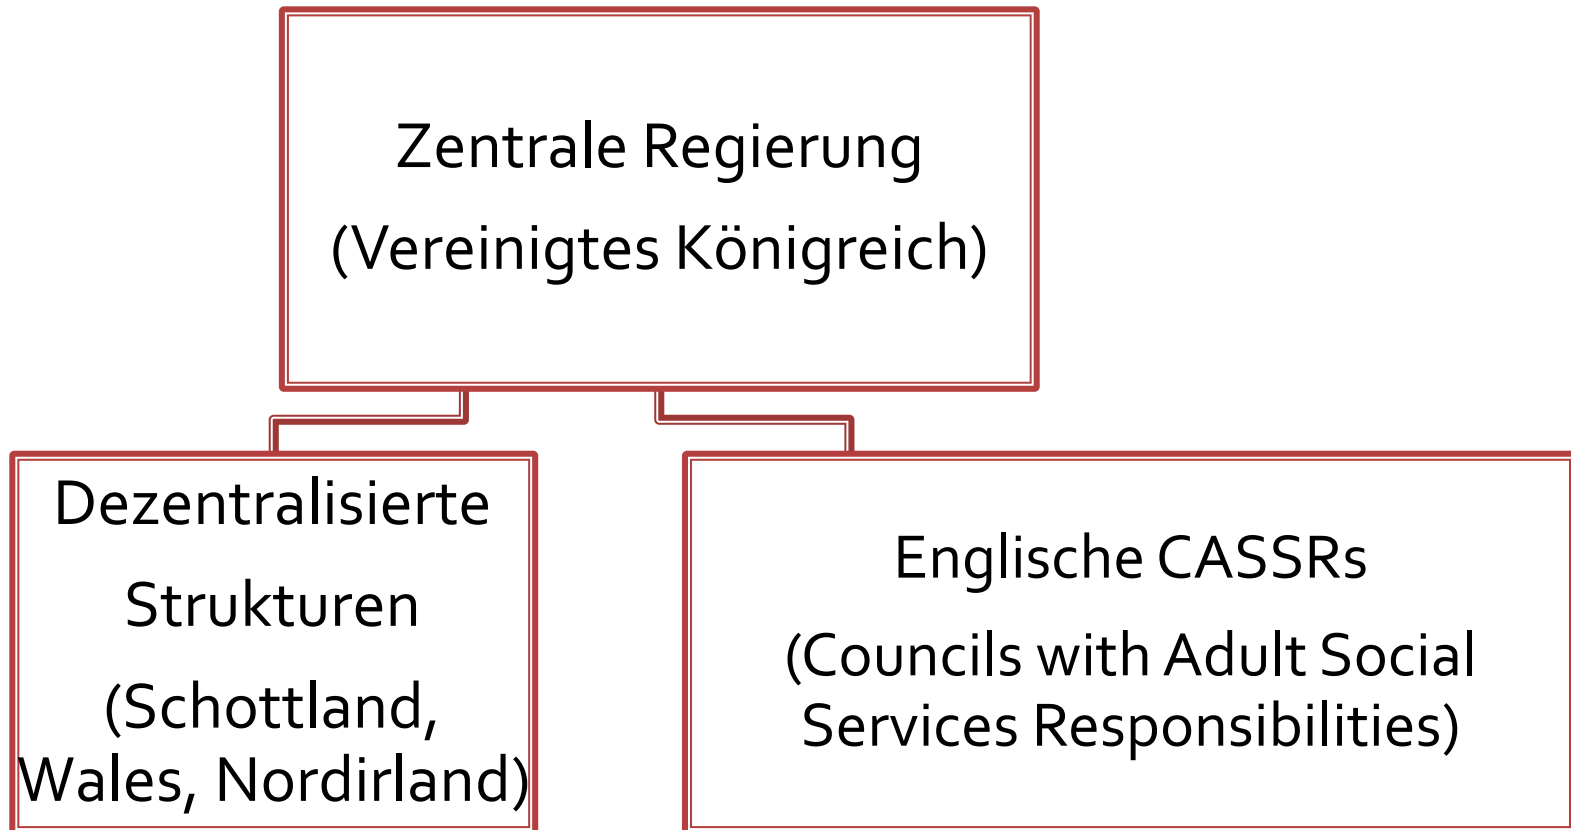 Zentrale Regierung
(Vereinigtes Königreich)
Dezentralisierte
Strukturen
(Schottland,
Wales, Nordirland)
Englische CASSRs
(Councils with Adult Social
Services Responsibilities)